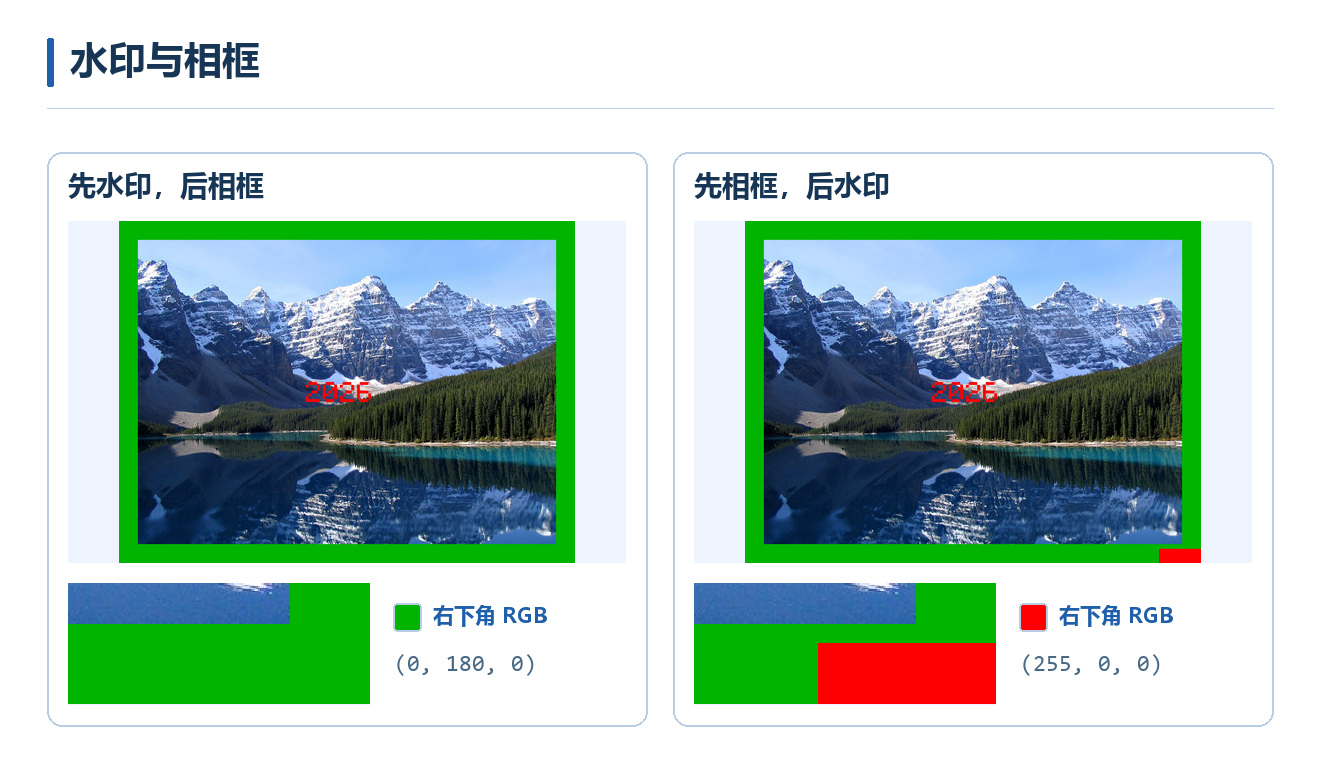 水印与相框
先水印，后相框
2026
右下角 RGB
(0, 180, 0)
先相框，后水印
2026
右下角 RGB
(255, 0, 0)